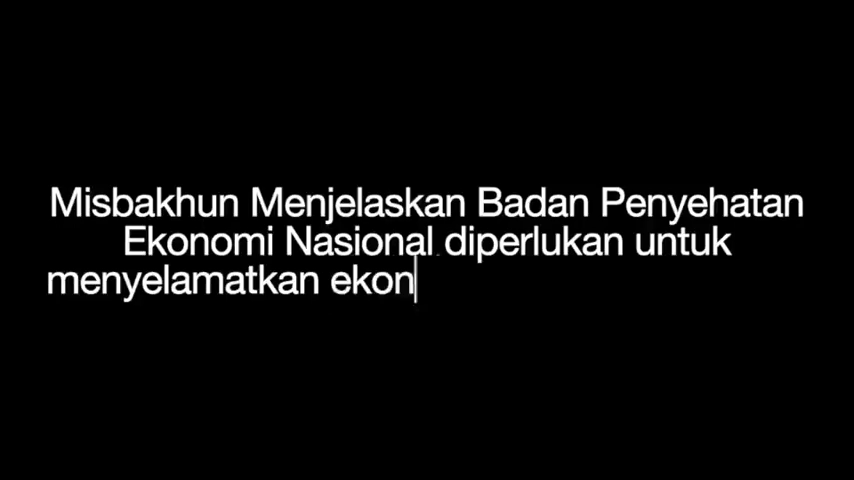 Misbakhun Menjelaskan Badan Penyehatan
Ekonomi Nasional diperlukan untuk
menyelamatkan ekon